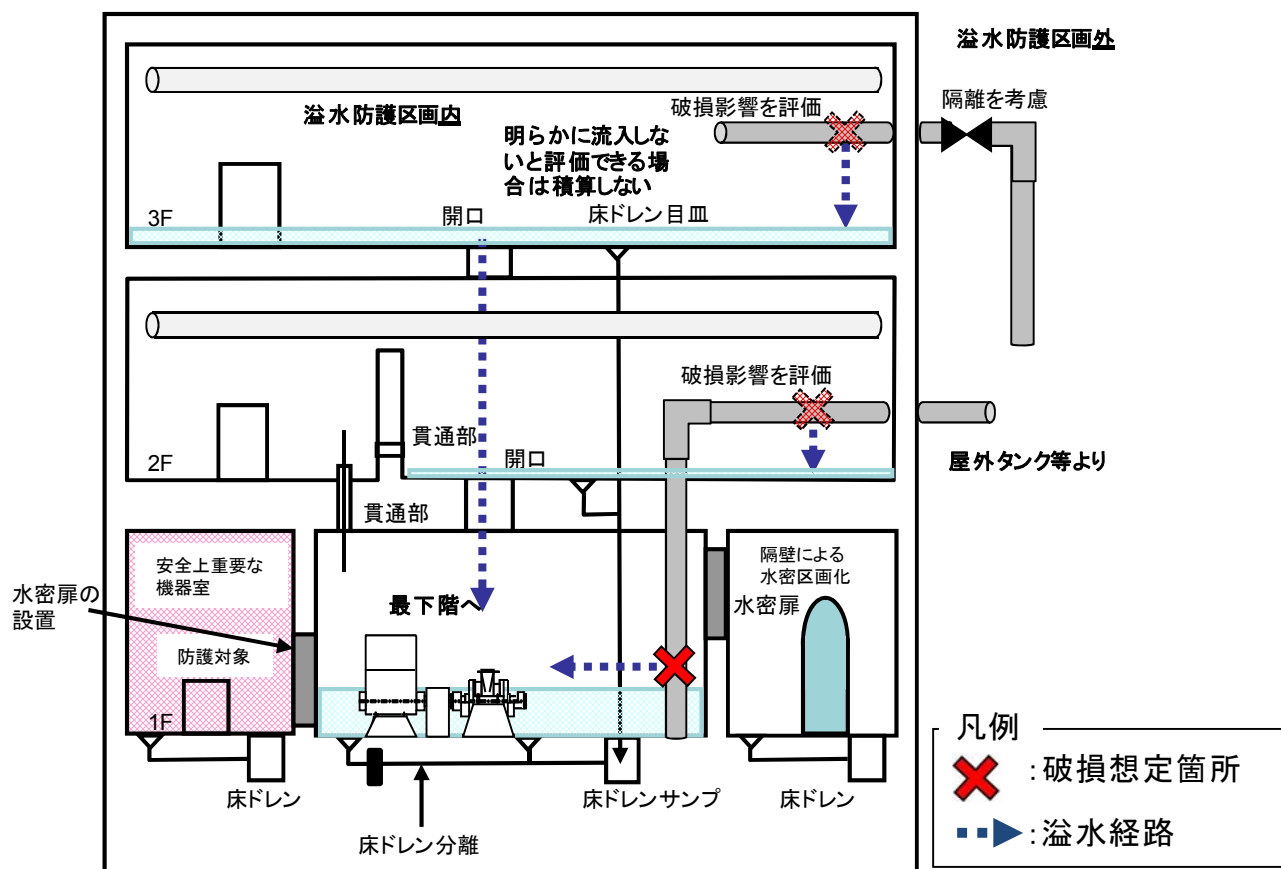 溢水防護区画外
溢水防護区画内
破損影響を評価
隔離を考慮
明らかに流入しな
いと評価できる場
合は積算しない
3F
開口
床ドレン目皿
破損影響を評価
貫通部
2F
開口
屋外タンク等より
貫通部
安全上重要な
機器室
隔壁による
水密区画化
水密扉の
設置
最下階へ
水密扉
防護対象
1F
凡例
:破損想定箇所
:溢水経路
床ドレン
床ドレンサンプ
床ドレン
床ドレン分離